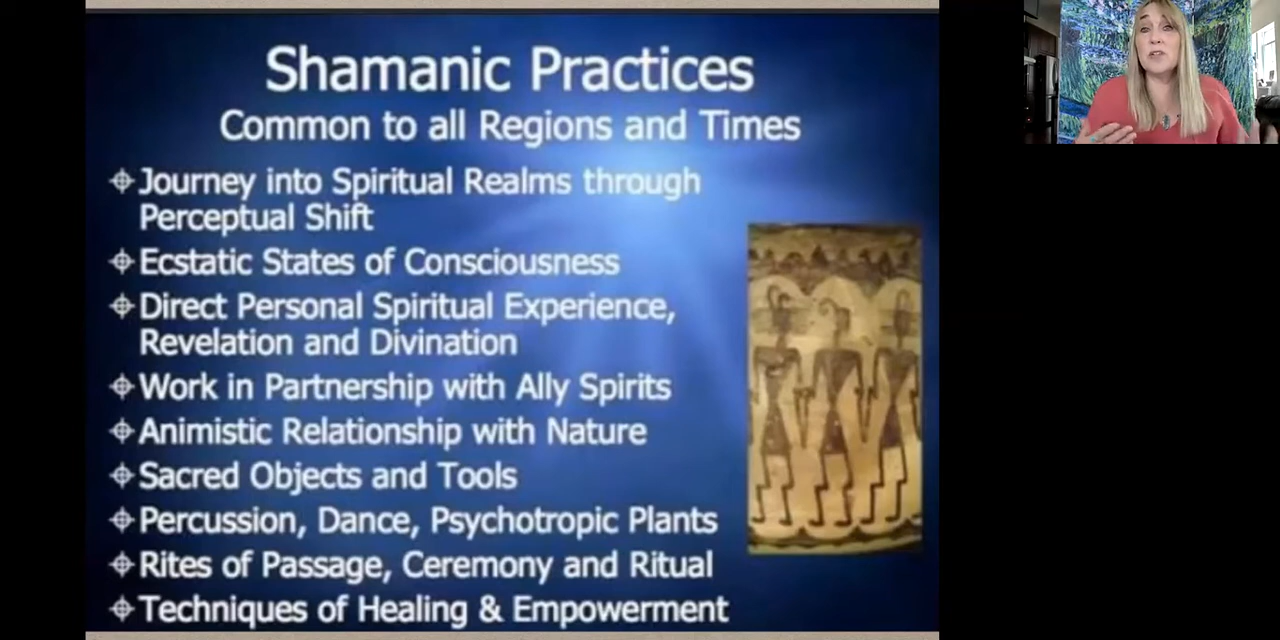 Shamanic Practices
Common to all Regions and Times
Journey into Spiritual Realms through
Perceptual Shift
Ecstatic States of Consciousness
Direct Personal Spiritual Experience,
Revelation and Divination
Work in Partnership with Ally Spirits
Animistic Relationship with Nature
Sacred Objects and Tools
Percussion, Dance, Psychotropic Plants
Rites of Passage, Ceremony and Ritual
Techniques of Healing & Empowerment